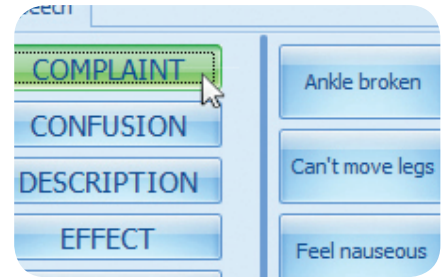 COMPLAINT
CONFUSION
DESCRIPTION
EFFECT
Ankle broken
Can't move legs
Feel nauseous